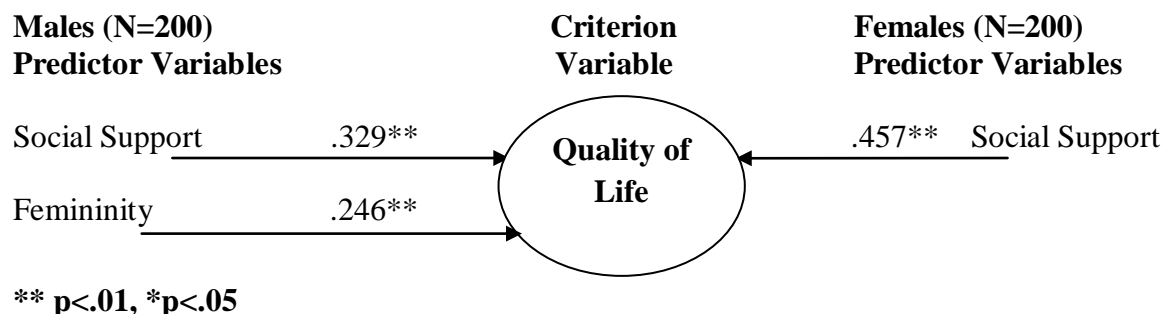 Males (N=200) Criterion Females (N=200)
Predictor Variables Variable Predictor Variables
Social Support .329** Quality of .457** Social Support
Life
Femininity .246**
** p<.01, *p<.05